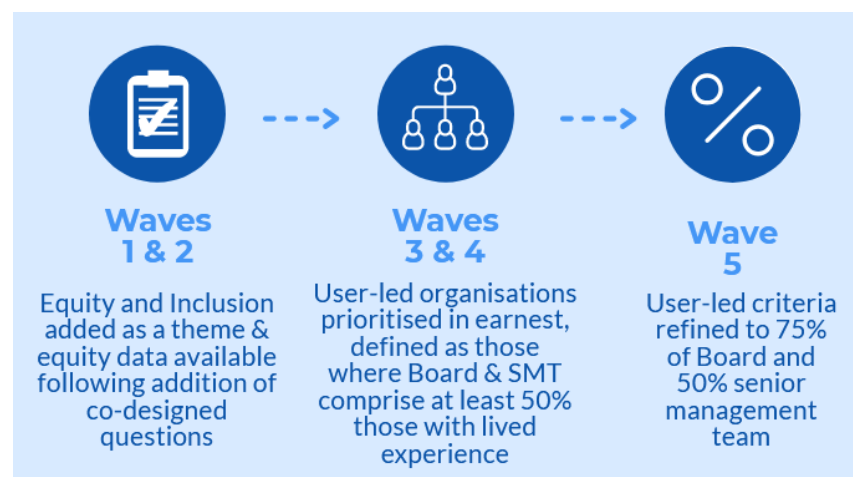 Waves
1 & 2
Equity and Inclusion
added as a theme &
equity data available
following addition of
co-designed
questions
Waves
3 & 4
User-led organisations
prioritised in earnest,
defined as those
where Board & SMT
comprise at least 50%
those with lived
experience
Wave
5
User-led criteria
refined to 75%
of Board and
50% senior
management
team